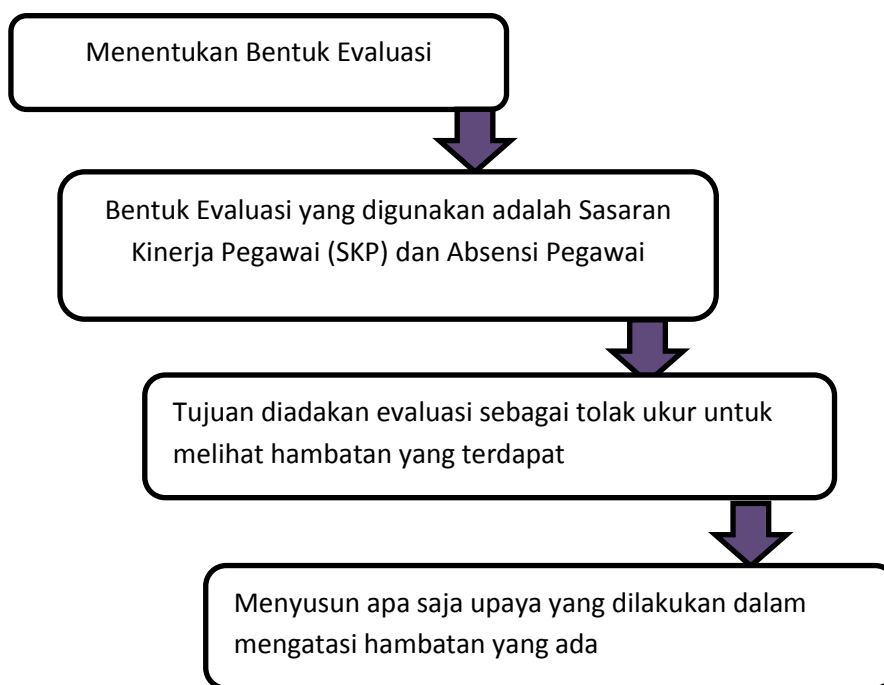 Menentukan Bentuk Evaluasi
Bentuk Evaluasi yang digunakan adalah Sasaran
Kinerja Pegawai (SKP) dan Absensi Pegawai
Tujuan diadakan evaluasi sebagai tolak ukur untuk
melihat hambatan yang terdapat
Menyusun apa saja upaya yang dilakukan dalam
mengatasi hambatan yang ada